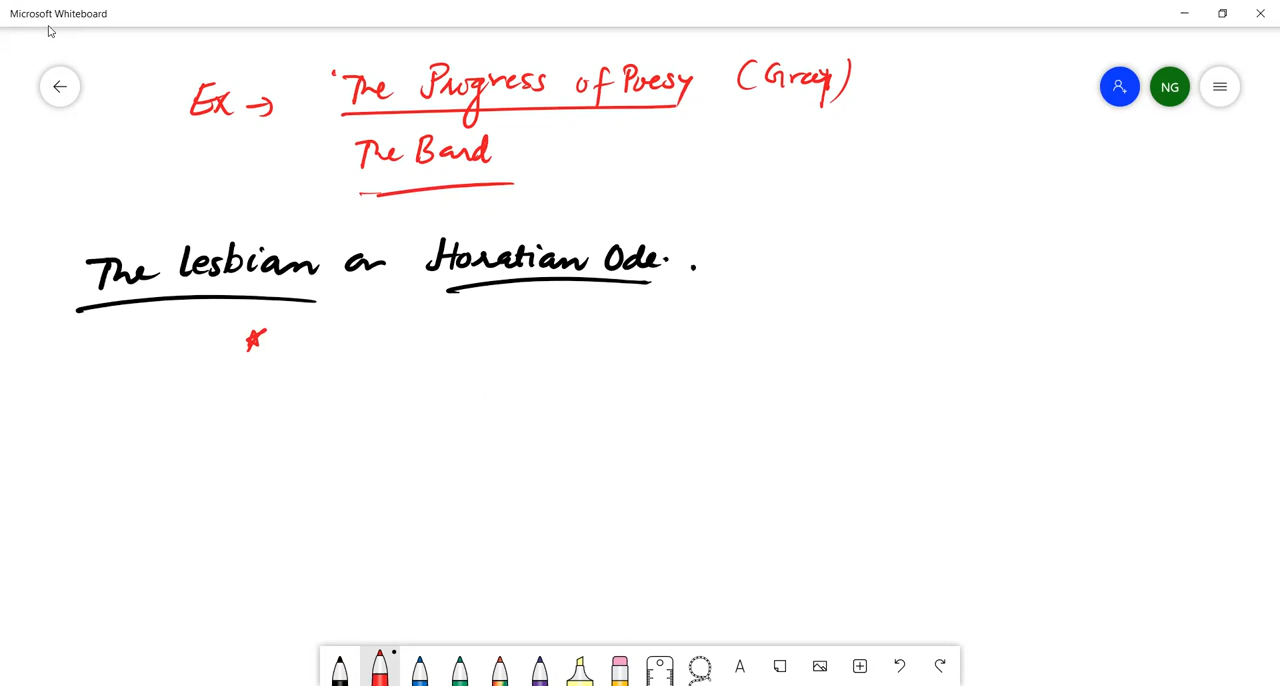 Microsoft Whiteboard
NG
Ex → 'The Progress of Poesy (Gray)
The Bard
The Lesbian or Horatian Ode.
A